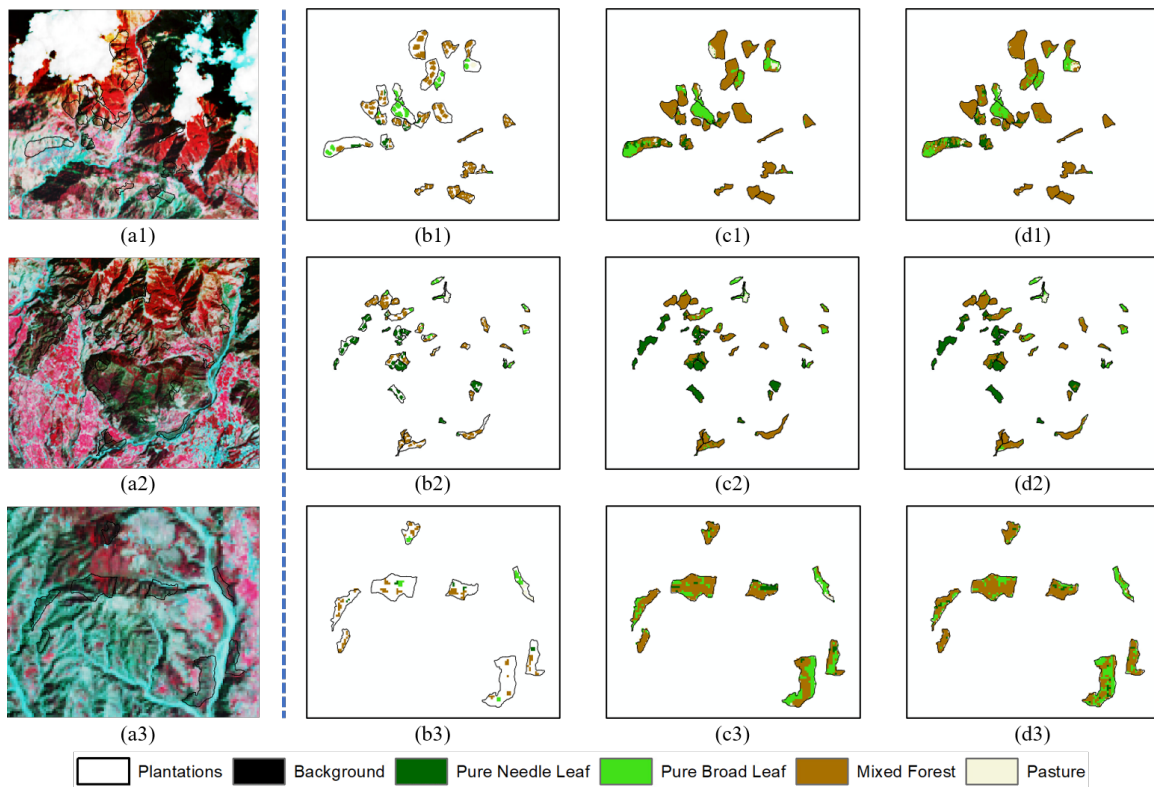 (a1) (b1) (c1) (d1)
(a2) (b2) (c2) (d2)
(a3) (b3) (c3) (d3)
Plantations Background Pure Needle Leaf Pure Broad Leaf Mixed Forest Pasture